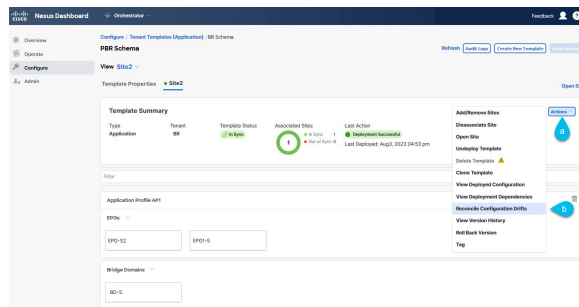 CISCO Nexus Dashboard
Orchestrator
Feedback
Overview
Operate
Configure
Admin
Configure / Tenant Templates [Application] /BR Schema
PBR Schema
Refresh
Audit Logs
Create New Template
View Site2
Template Properties
Site2
Open S
Template Summary
Type
Application
Tenant
BR
Template Status
In Sync
Associated Sites
1
In Sync 1
Out of Sync 0
Last Action
Deployment Successful
Last Deployed: Aug3, 2023 04:53 pm
Actions
a
Add/Remove Sites
Disassociate Site
Open Site
Undeploy Template
Delete Template
Clone Template
View Deployed Configuration
View Deployment Dependencies
Reconcile Configuration Drifts
b
View Version History
Roll Back Version
Tag
Filter
Application Profile AP1
EPGs
EPG-S2
EPG1-S
Bridge Domains
BD-S